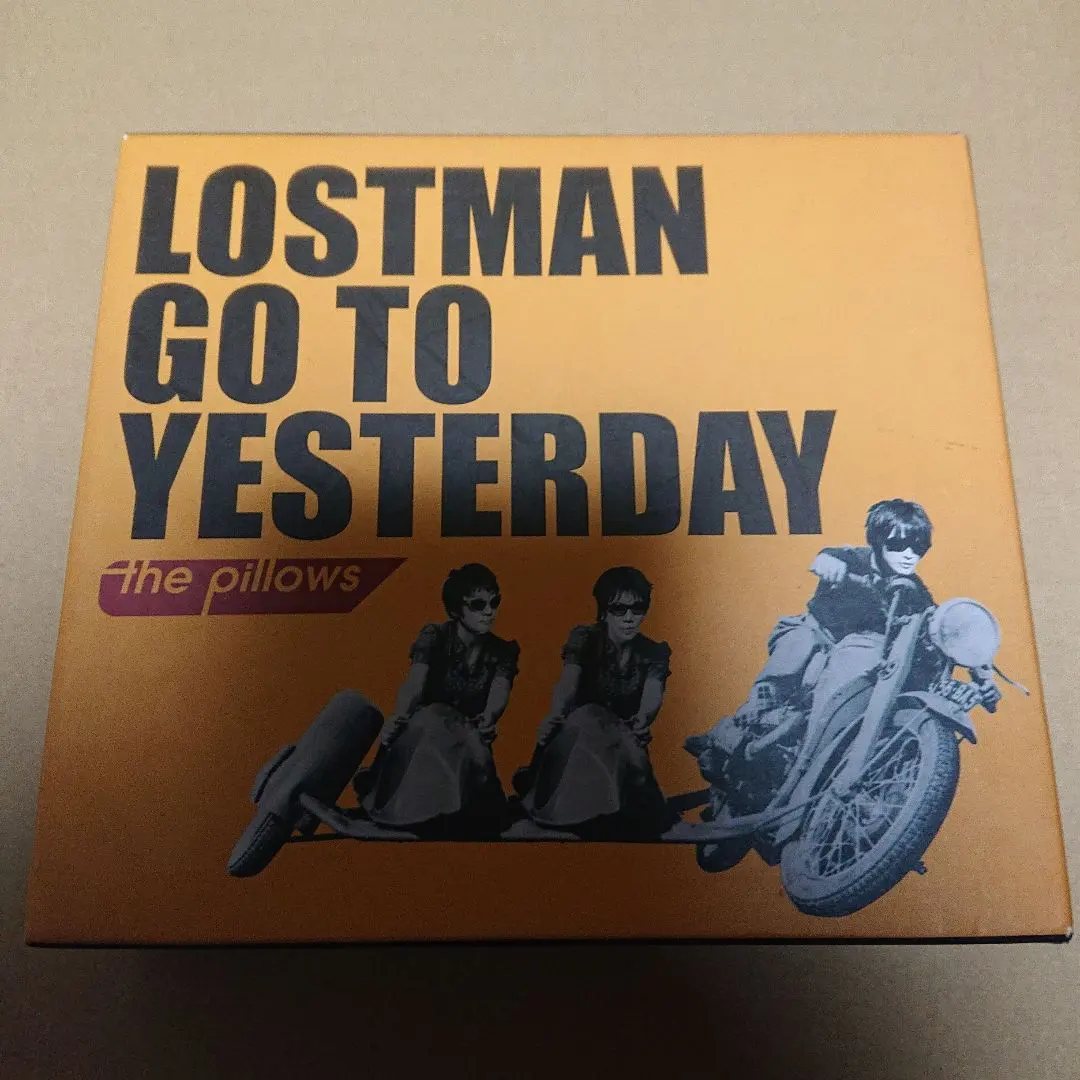 LOSTMAN
GO TO
YESTERDAY
the pillows